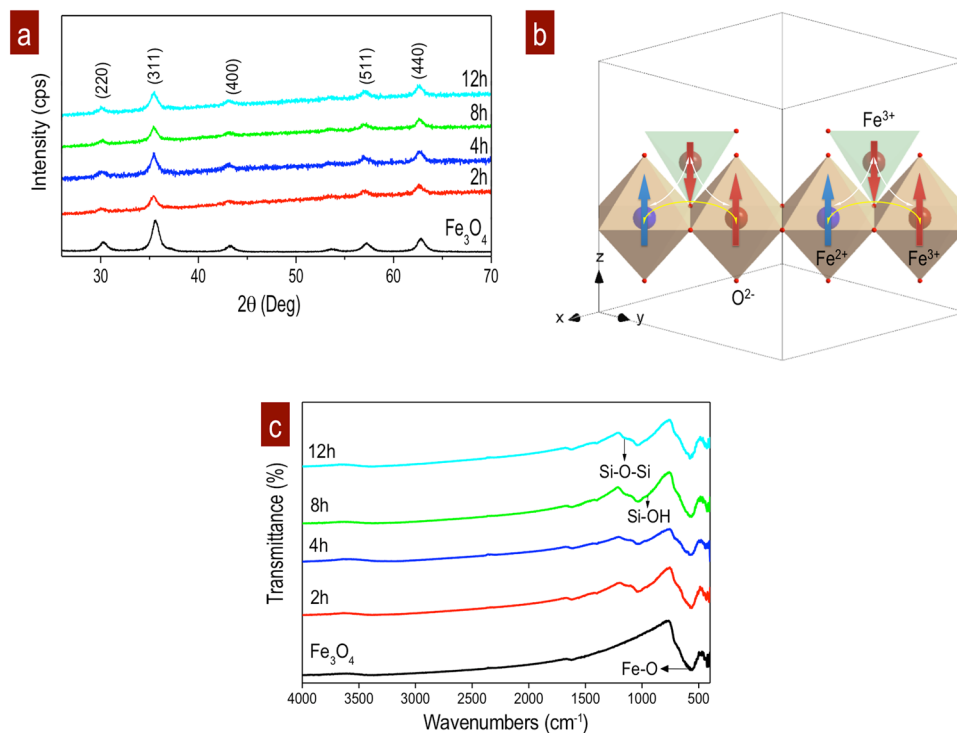 a
Intensity (cps)
(220)
(311)
(400)
(511)
(440)
12h
8h
4h
2h
Fe₃O₄
30
40
50
60
70
2θ (Deg)
b
Fe³⁺
Fe²⁺
Fe³⁺
O²⁻
z
x
y
c
Transmittance (%)
12h
Si-O-Si
8h
Si-OH
4h
2h
Fe₃O₄
Fe-O
4000
3500
3000
2500
2000
1500
1000
500
Wavenumbers (cm⁻¹)